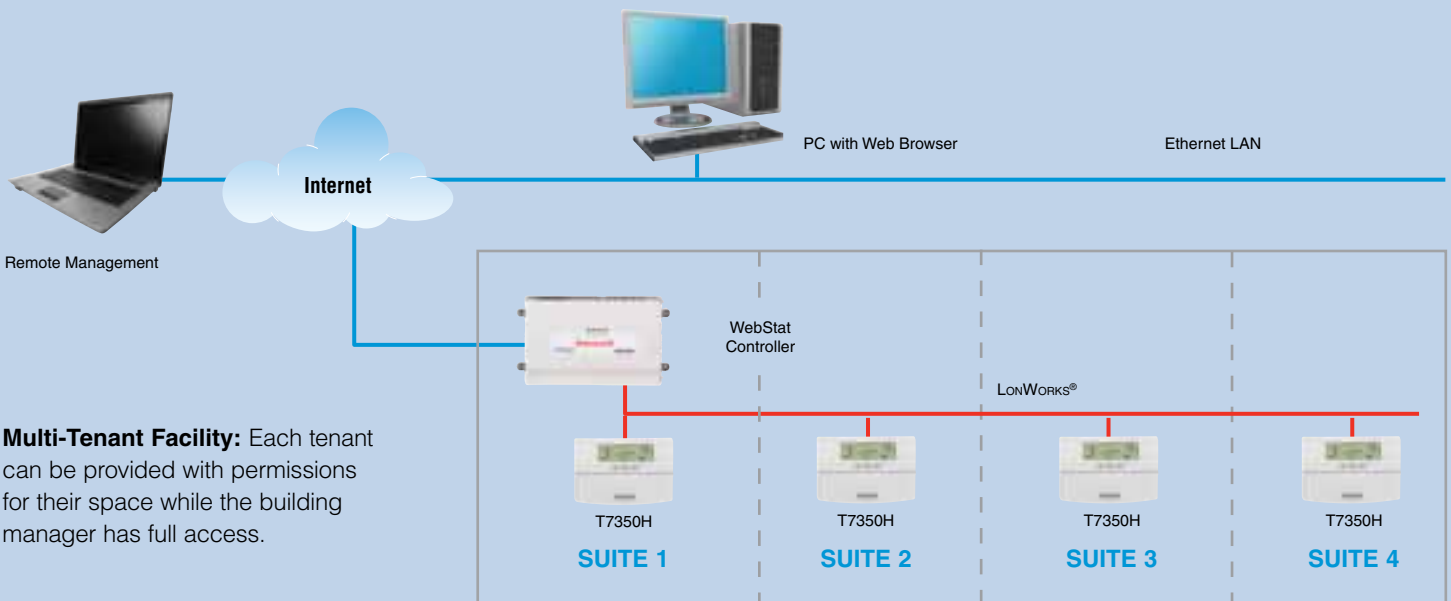 PC with Web Browser
Ethernet LAN
Internet
Remote Management
WebStat
Controller
LONWORKS®
Multi-Tenant Facility: Each tenant
can be provided with permissions
for their space while the building
manager has full access.
T7350H
T7350H
T7350H
T7350H
SUITE 1
SUITE 2
SUITE 3
SUITE 4